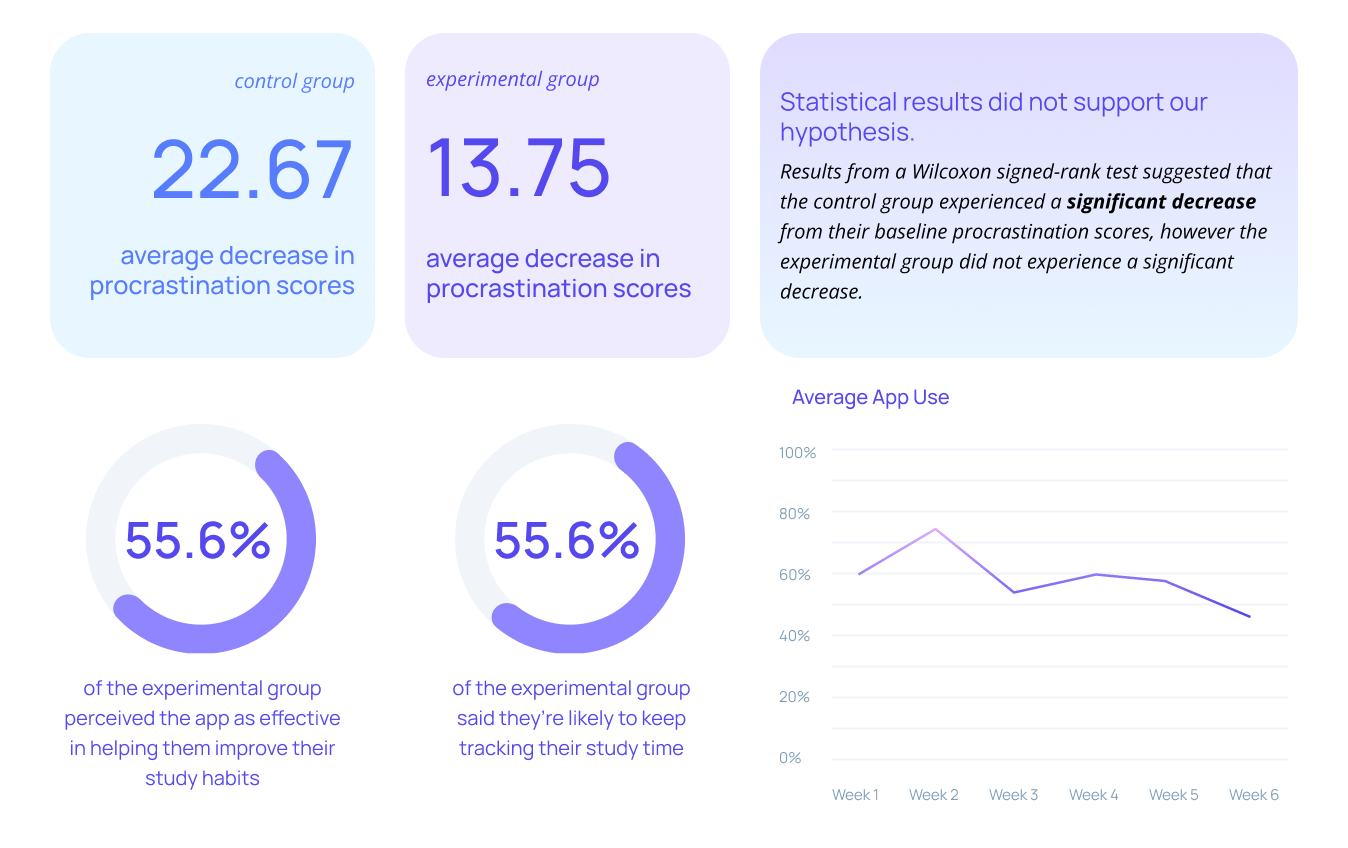 control group
22.67
average decrease in
procrastination scores
experimental group
13.75
average decrease in
procrastination scores
Statistical results did not support our
hypothesis.
Results from a Wilcoxon signed-rank test suggested that
the control group experienced a significant decrease
from their baseline procrastination scores, however the
experimental group did not experience a significant
decrease.
55.6%
of the experimental group
perceived the app as effective
in helping them improve their
study habits
55.6%
of the experimental group
said they’re likely to keep
tracking their study time
Average App Use
100%
80%
60%
40%
20%
0%
Week 1 Week 2 Week 3 Week 4 Week 5 Week 6